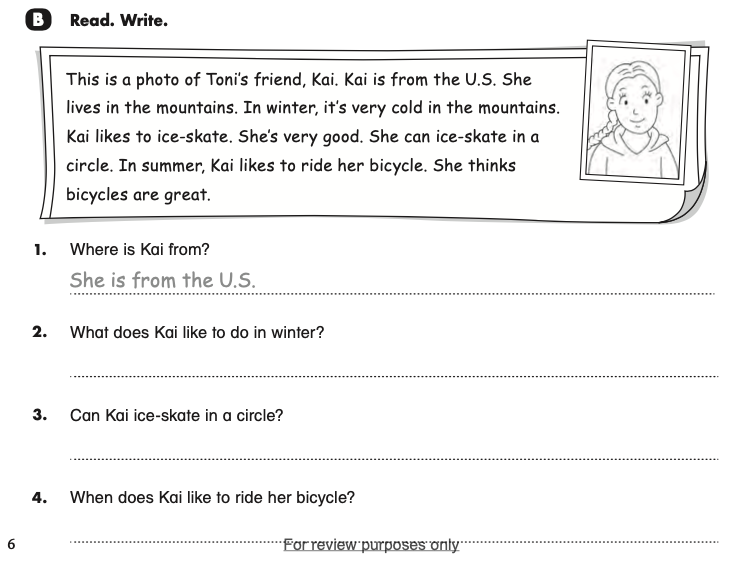 B Read. Write.
This is a photo of Toni's friend, Kai. Kai is from the U.S. She
lives in the mountains. In winter, it's very cold in the mountains.
Kai likes to ice-skate. She's very good. She can ice-skate in a
circle. In summer, Kai likes to ride her bicycle. She thinks
bicycles are great.
1. Where is Kai from?
She is from the U.S.
2. What does Kai like to do in winter?
3. Can Kai ice-skate in a circle?
4. When does Kai like to ride her bicycle?
6 For review purposes only